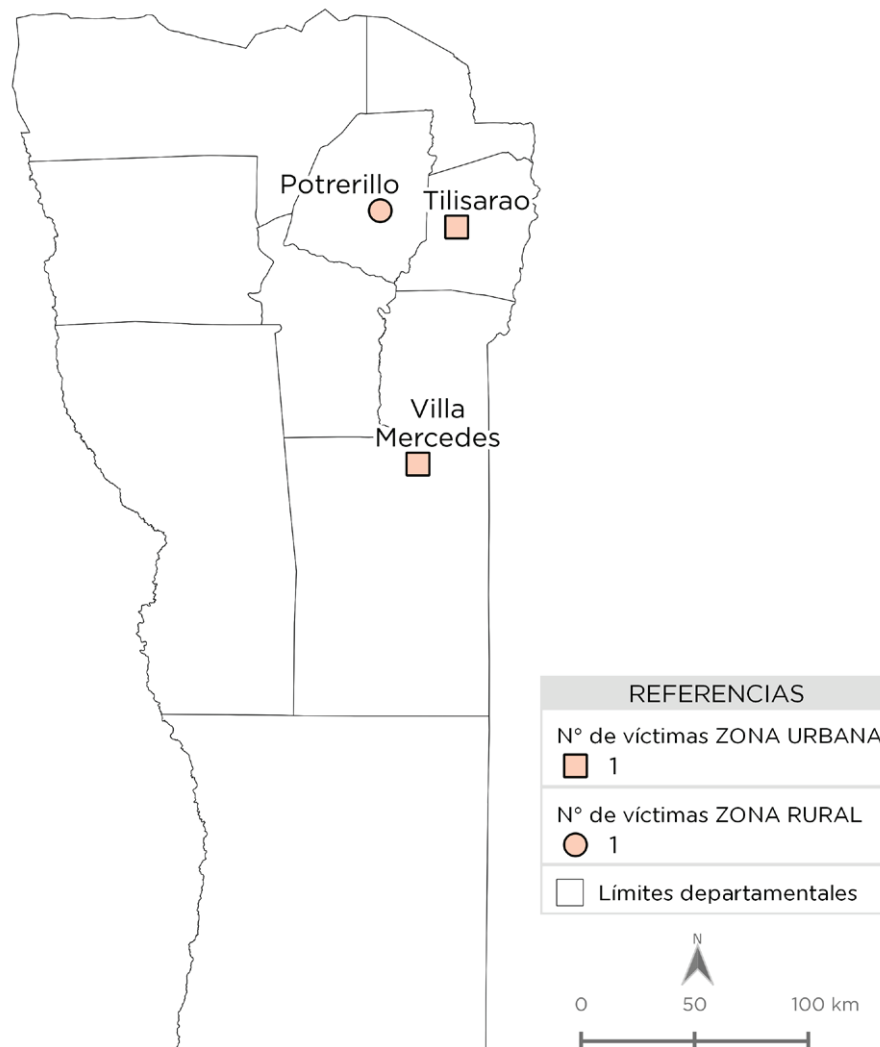 Potrerillo
Tilisarao
Villa
Mercedes
REFERENCIAS
N° de víctimas ZONA URBANA
1
N° de víctimas ZONA RURAL
1
Límites departamentales
N
0 50 100 km